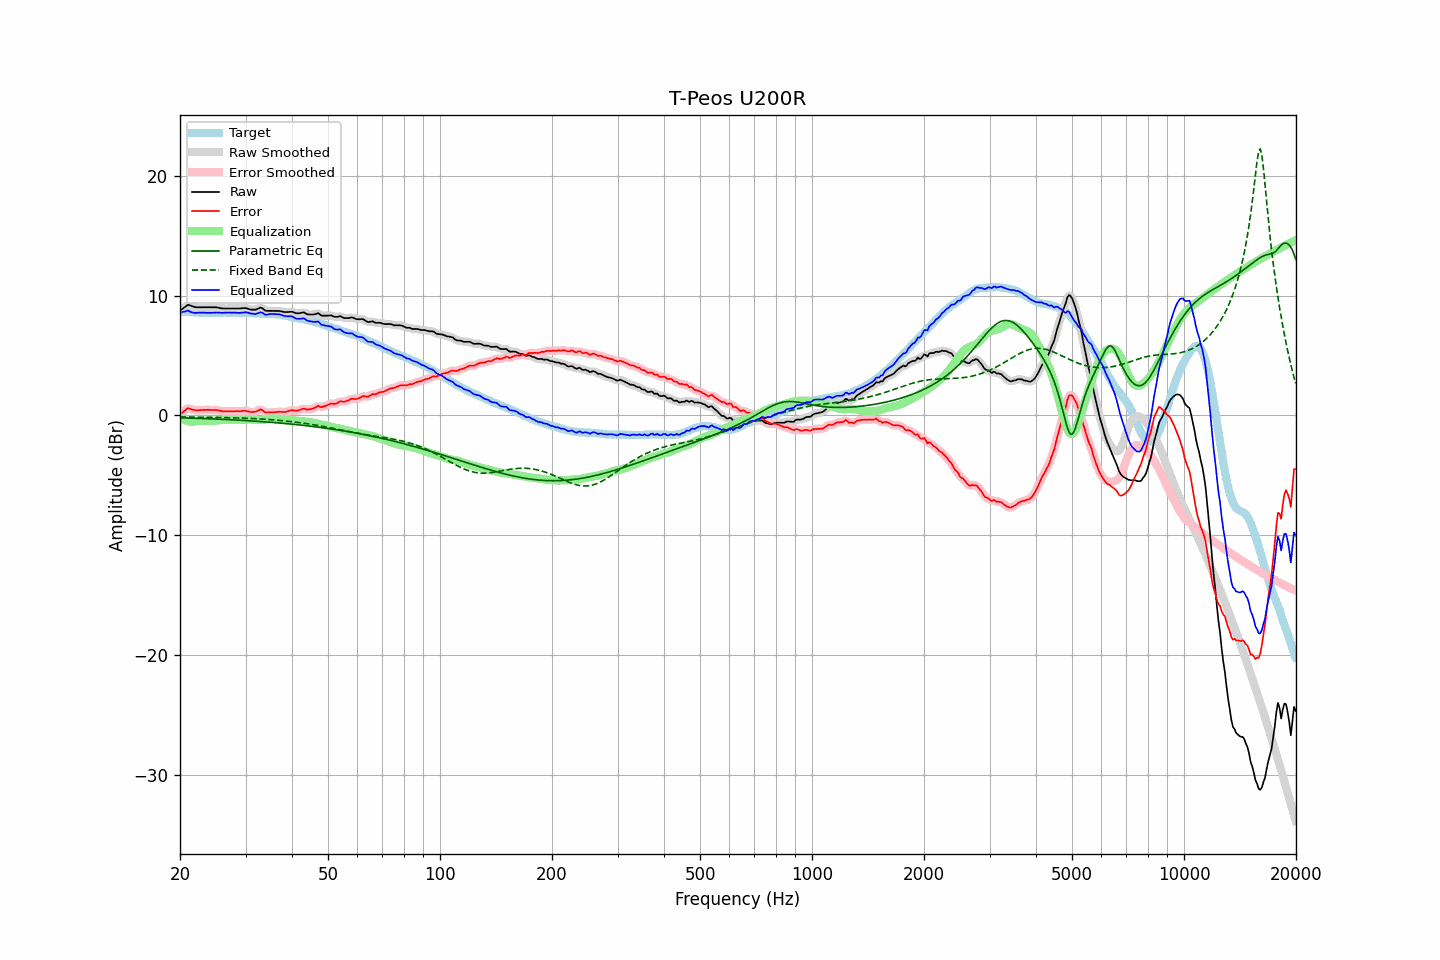 T-Peos U200R
Target
Raw Smoothed
Error Smoothed
Raw
Error
Equalization
Parametric Eq
Fixed Band Eq
Equalized
20
10
0
−10
−20
−30
Amplitude (dBr)
20 50 100 200 500 1000 2000 5000 10000 20000
Frequency (Hz)